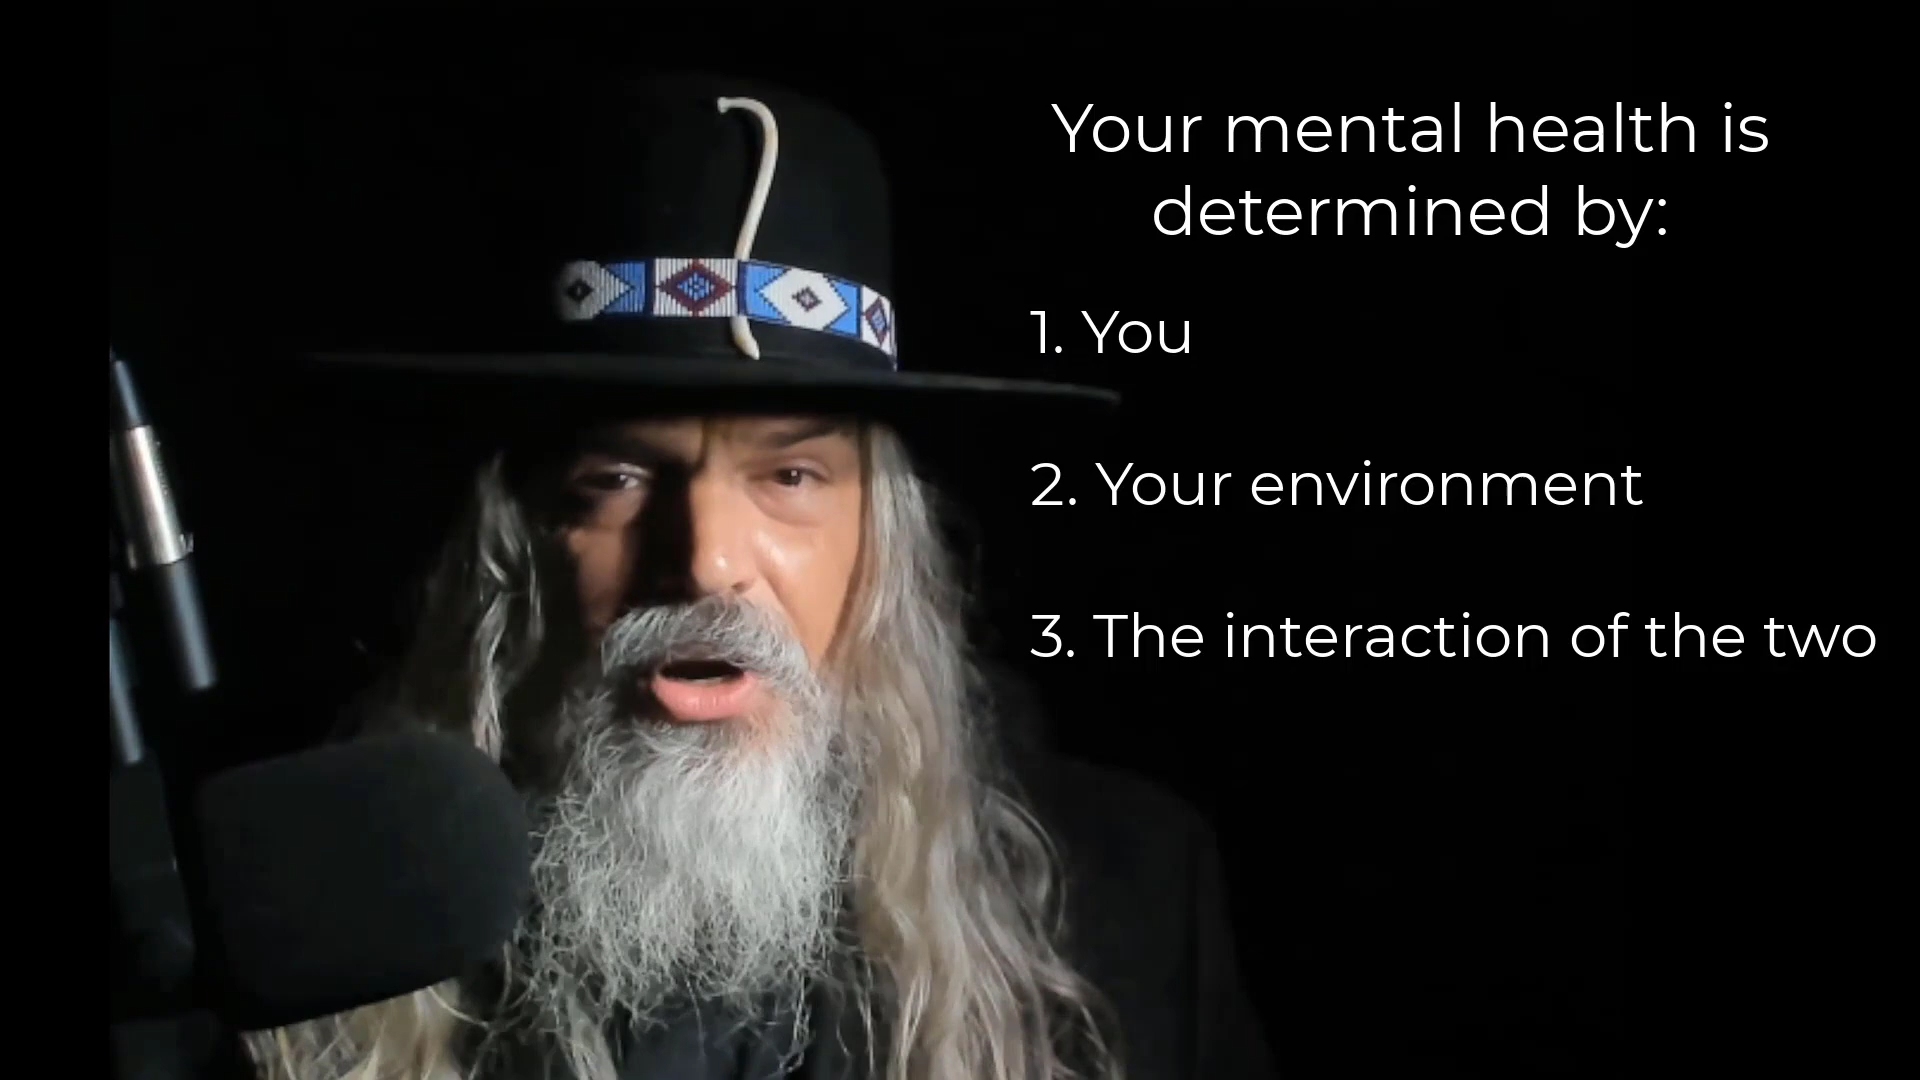 Your mental health is
determined by:
1. You
2. Your environment
3. The interaction of the two